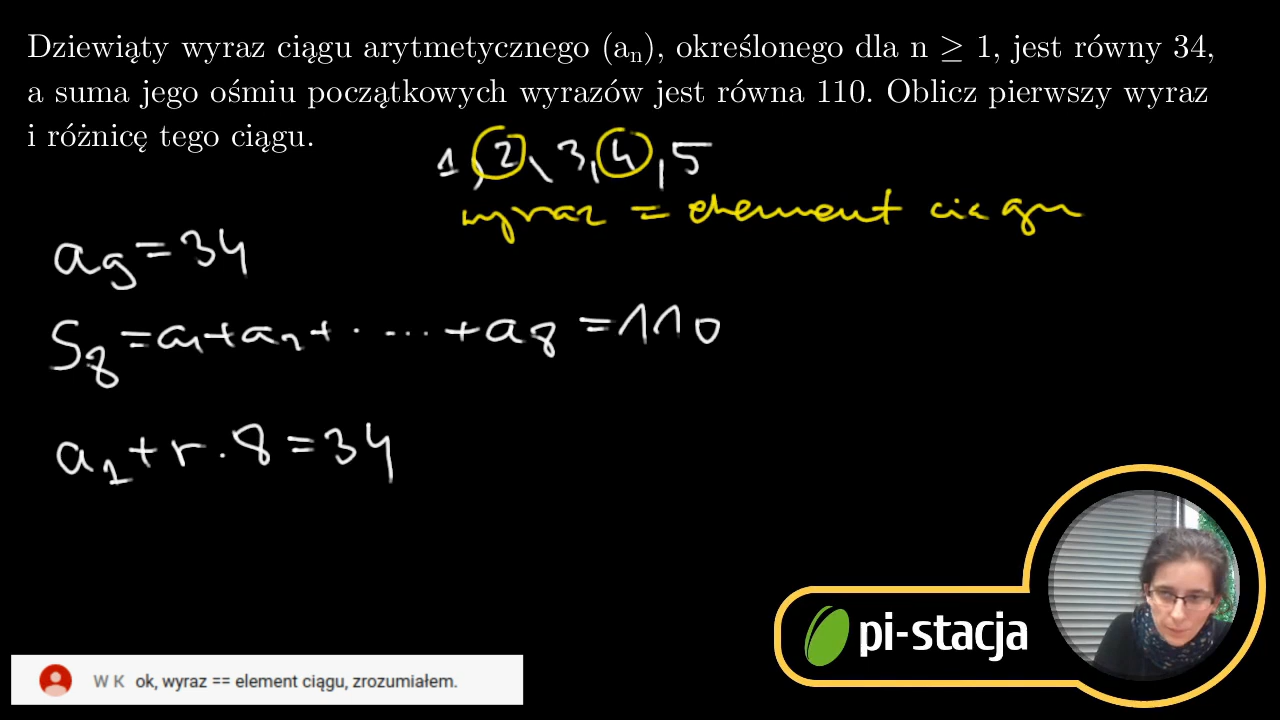 Dziewiąty wyraz ciągu arytmetycznego (aₙ), określonego dla n ≥ 1, jest równy 34,
a suma jego ośmiu początkowych wyrazów jest równa 110. Oblicz pierwszy wyraz
i różnicę tego ciągu.
1, 2, 3, 4, 5
wyraz = element ciągu
a₉ = 34
S₈ = a₁ + a₂ + ..... + a₈ = 110
a₁ + r · 8 = 34
pi-stacja
W K ok, wyraz == element ciągu, zrozumiałem.